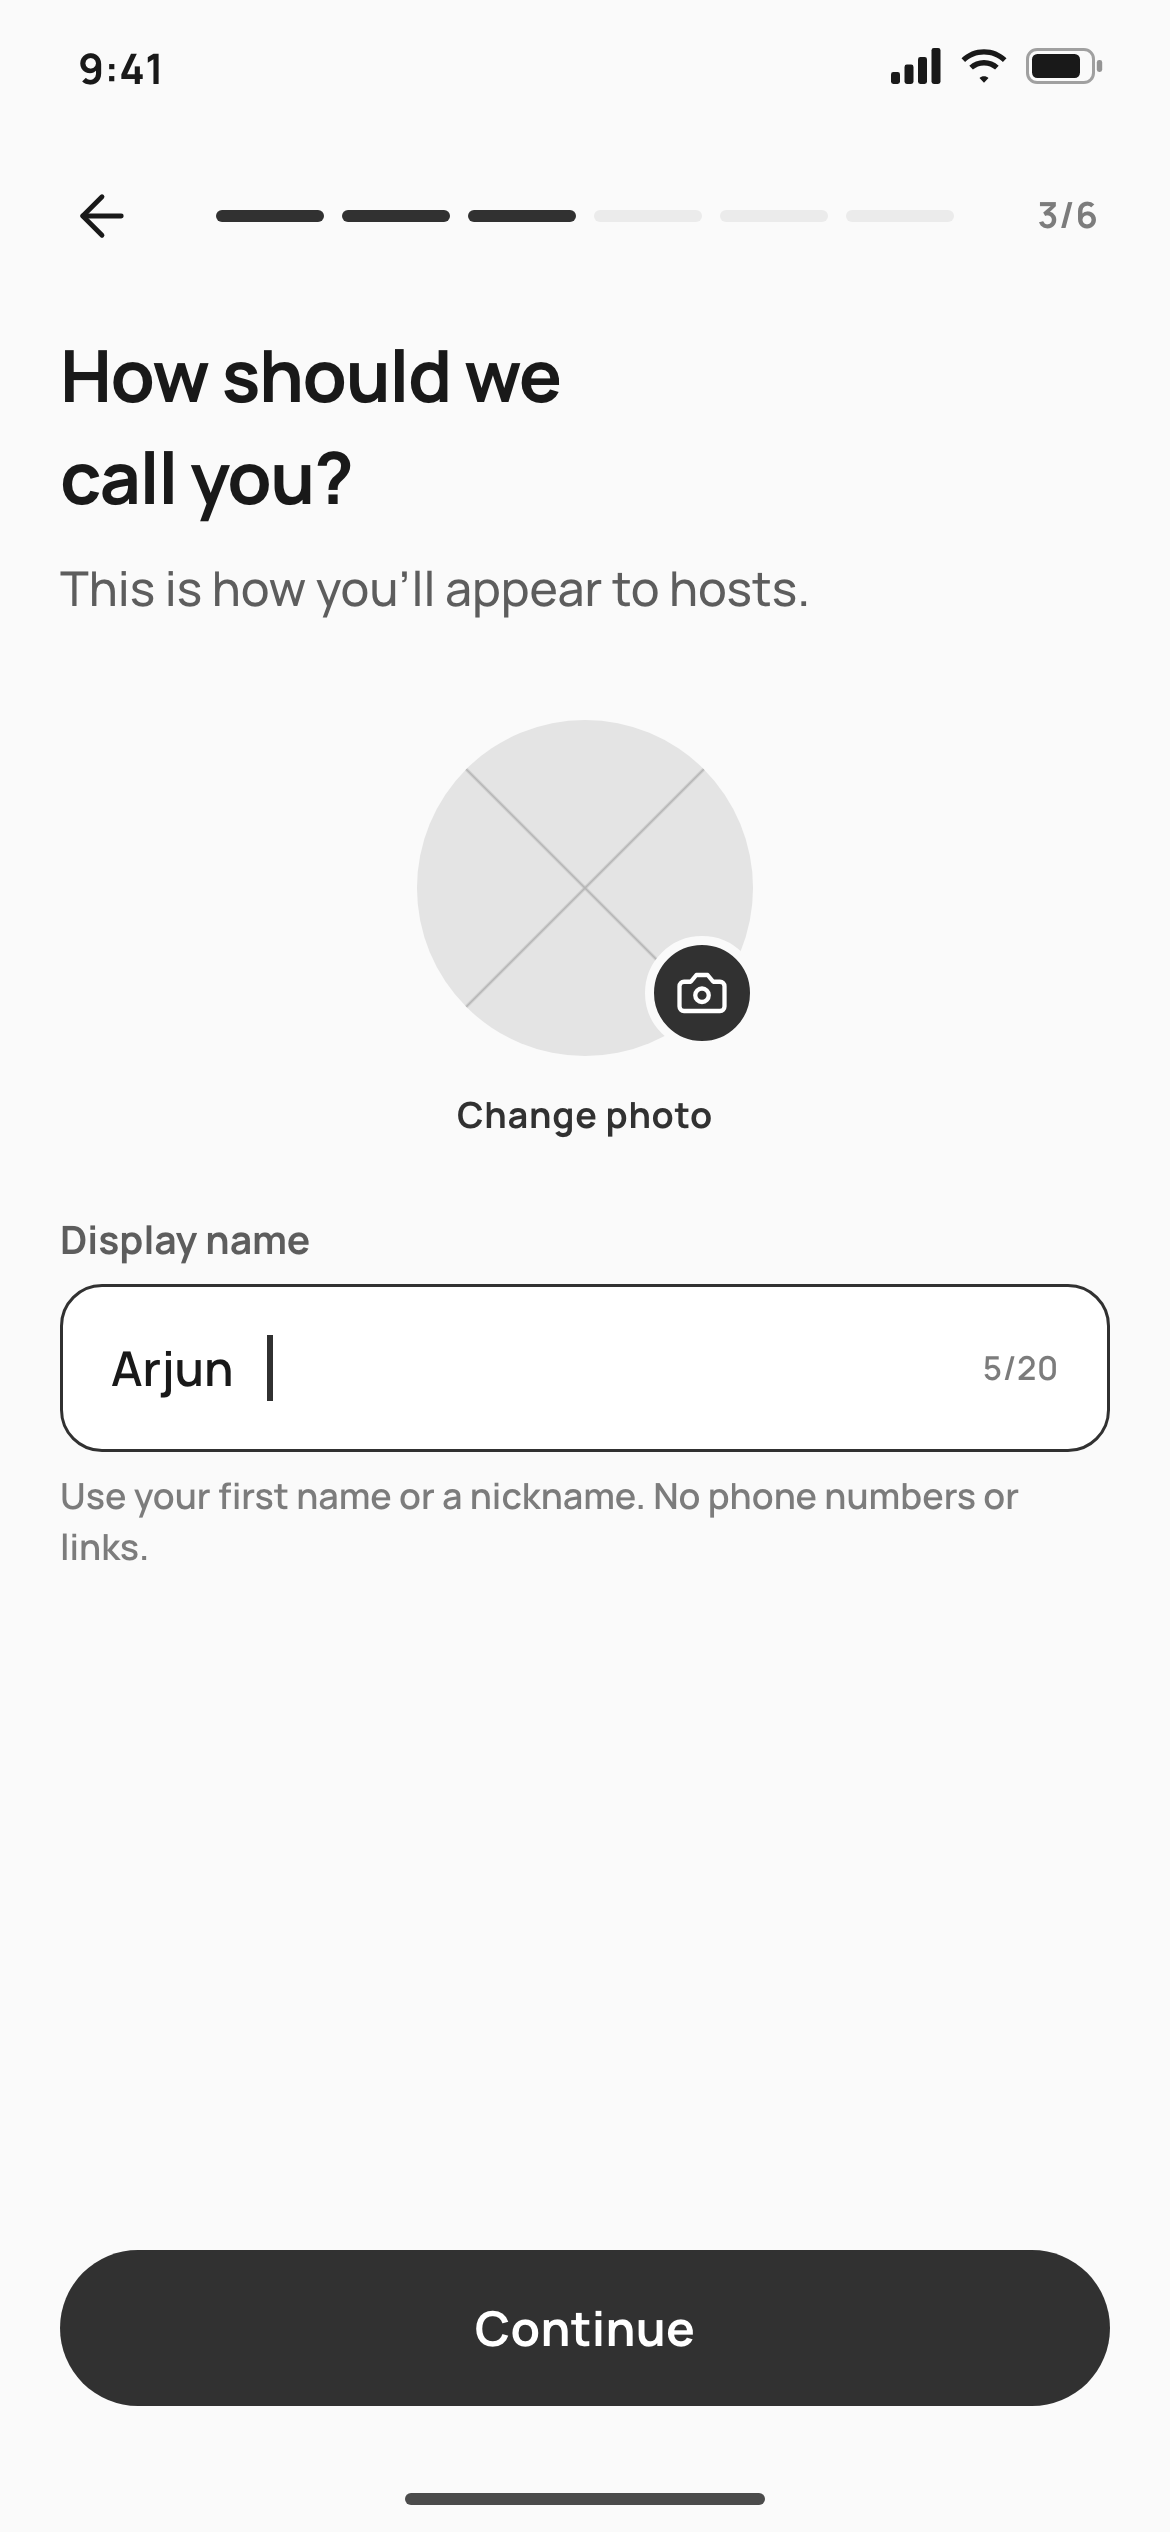 9:41
3/6
How should we
call you?
This is how you’ll appear to hosts.
Change photo
Display name
Arjun
5/20
Use your first name or a nickname. No phone numbers or
links.
Continue